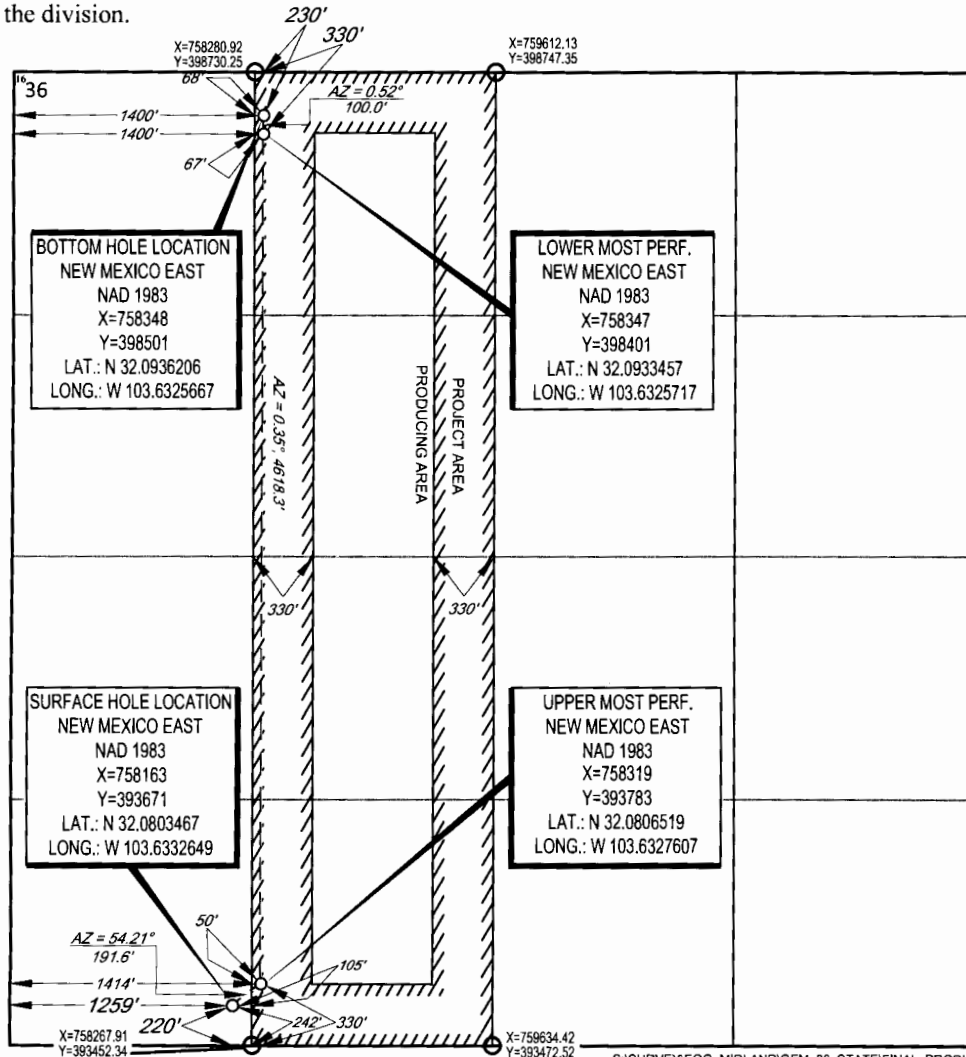 the division.
230'
330'
X=758280.92
Y=398730.25
X=759612.13
Y=398747.35
16
36
68'
AZ = 0.52°
100.0'
1400'
1400'
67'
BOTTOM HOLE LOCATION
NEW MEXICO EAST
NAD 1983
X=758348
Y=398501
LAT.: N 32.0936206
LONG.: W 103.6325667
LOWER MOST PERF.
NEW MEXICO EAST
NAD 1983
X=758347
Y=398401
LAT.: N 32.0933457
LONG.: W 103.6325717
AZ = 0.35°, 4618.3'
PRODUCING AREA
PROJECT AREA
330'
330'
SURFACE HOLE LOCATION
NEW MEXICO EAST
NAD 1983
X=758163
Y=393671
LAT.: N 32.0803467
LONG.: W 103.6332649
UPPER MOST PERF.
NEW MEXICO EAST
NAD 1983
X=758319
Y=393783
LAT.: N 32.0806519
LONG.: W 103.6327607
50'
AZ = 54.21°
191.6'
105'
1414'
1259'
220'
242'
330'
X=758267.91
Y=393452.34
X=759634.42
Y=393472.52